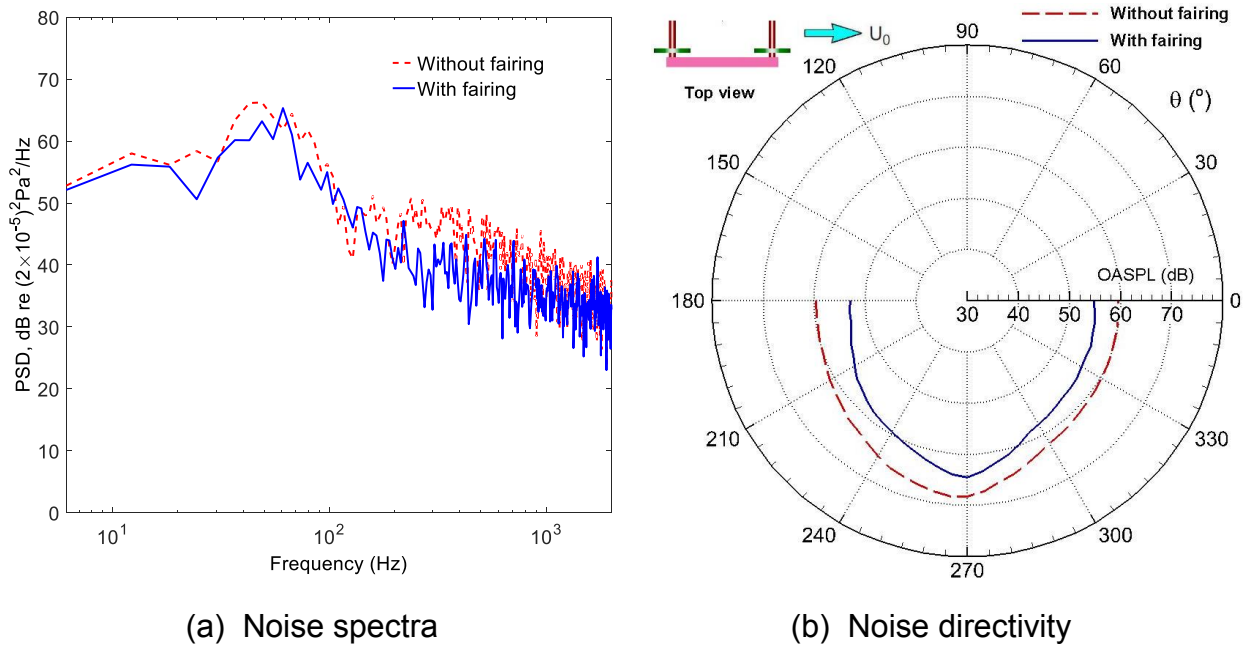 80
70
60
50
40
30
20
10
0
PSD, dB re (2×10⁻⁵)²Pa²/Hz
Without fairing
With fairing
10¹
10²
10³
Frequency (Hz)
(a) Noise spectra
U₀
Top view
Without fairing
With fairing
θ (°)
90
60
30
0
330
300
270
240
210
180
150
120
OASPL (dB)
30 40 50 60 70
(b) Noise directivity